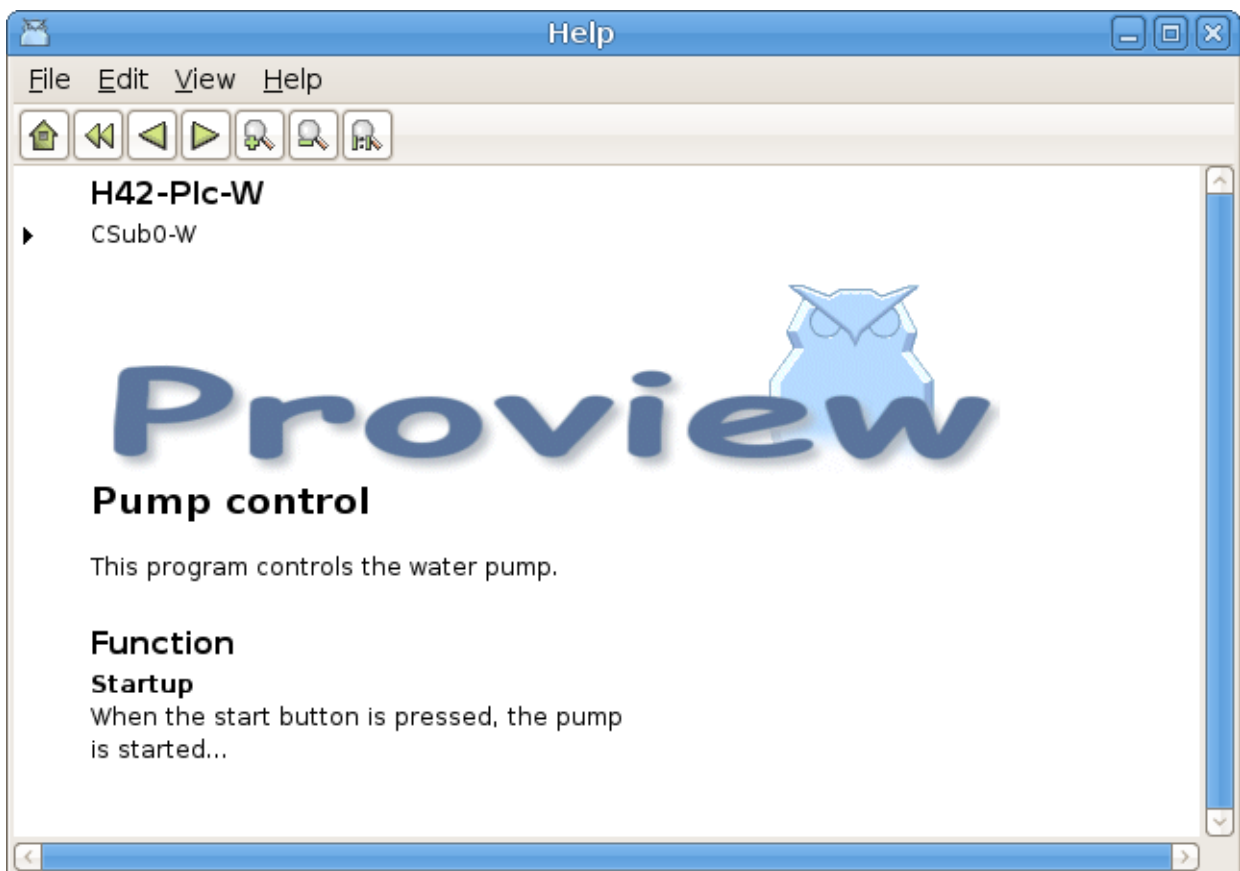 Help
File Edit View Help
H42-Plc-W
CSub0-W
Proview
Pump control
This program controls the water pump.
Function
Startup
When the start button is pressed, the pump
is started...